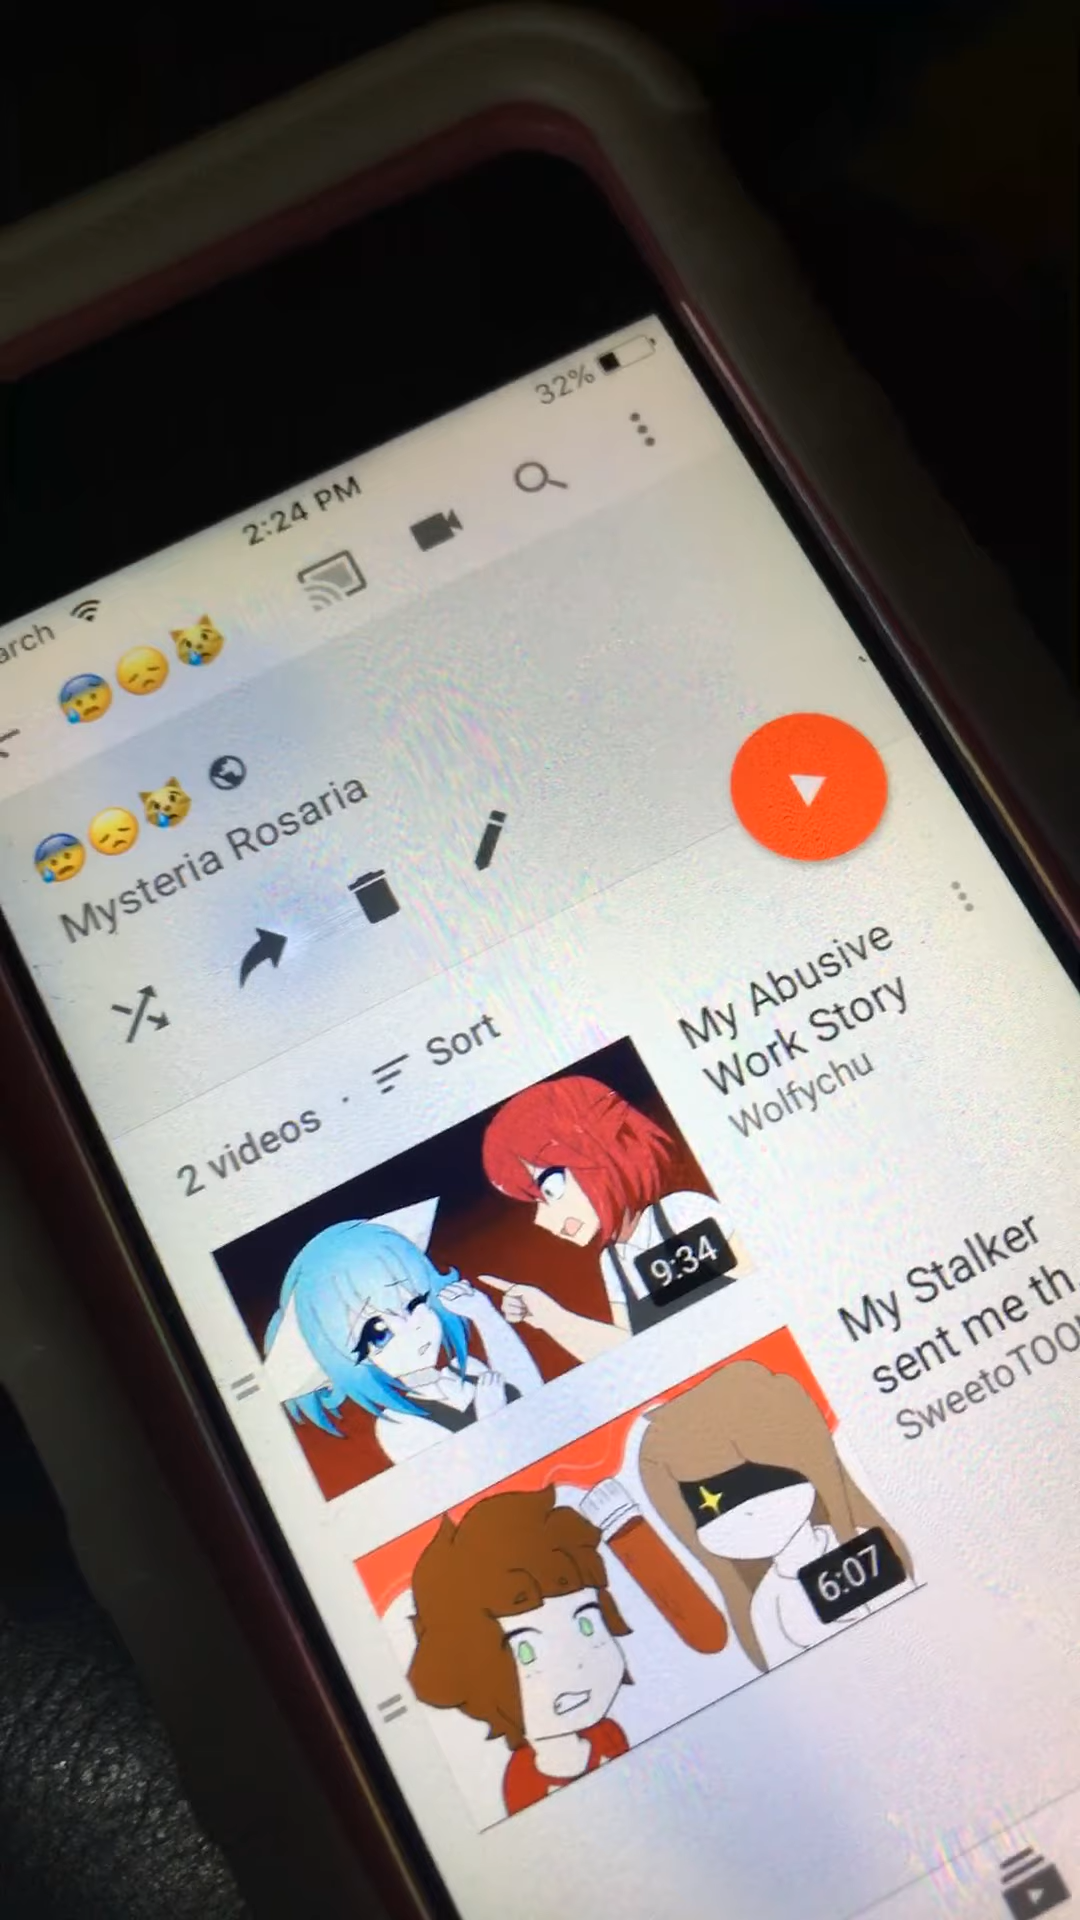 arch 2:24 PM 32%
😰😞😿
😰😞😿
Mysteria Rosaria
2 videos · Sort
My Abusive
Work Story
Wolfychu
9:34
My Stalker
sent me th
SweetoTOO
6:07